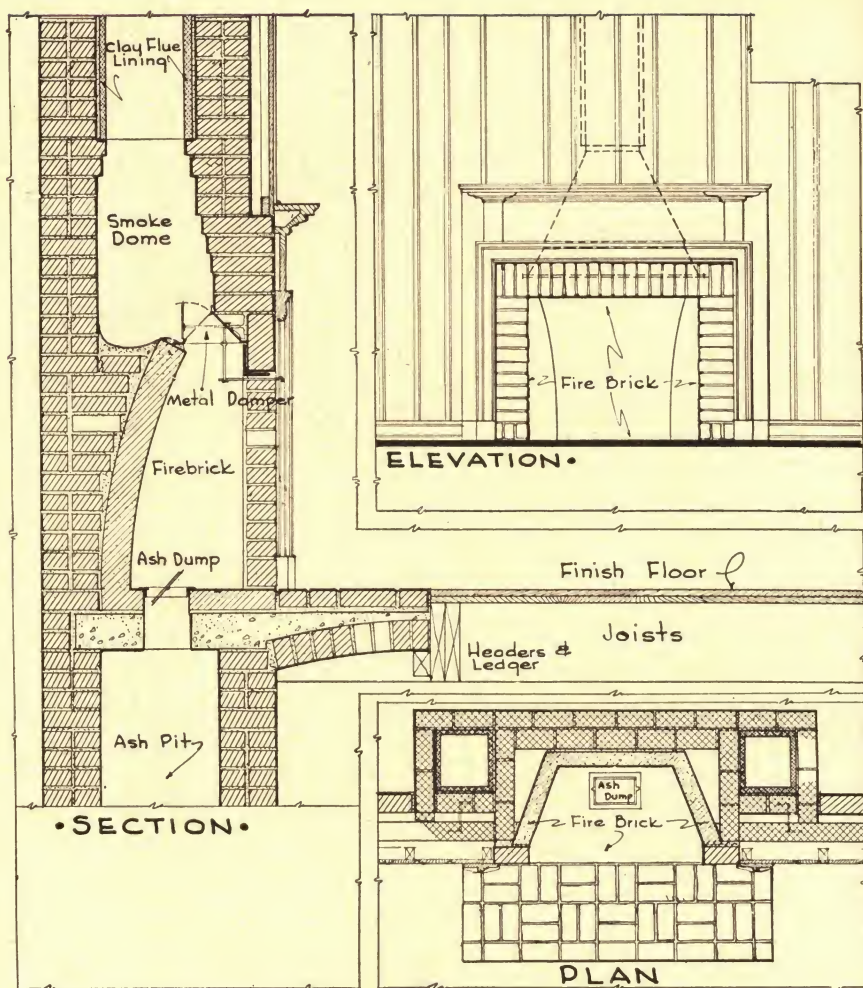 Clay Flue
Lining
Smoke
Dome
Metal Damper
Firebrick
Ash Dump
Ash Pit
• SECTION •
Fire Brick
ELEVATION •
Finish Floor
Joists
Headers &
Ledger
Ash
Dump
Fire Brick
PLAN